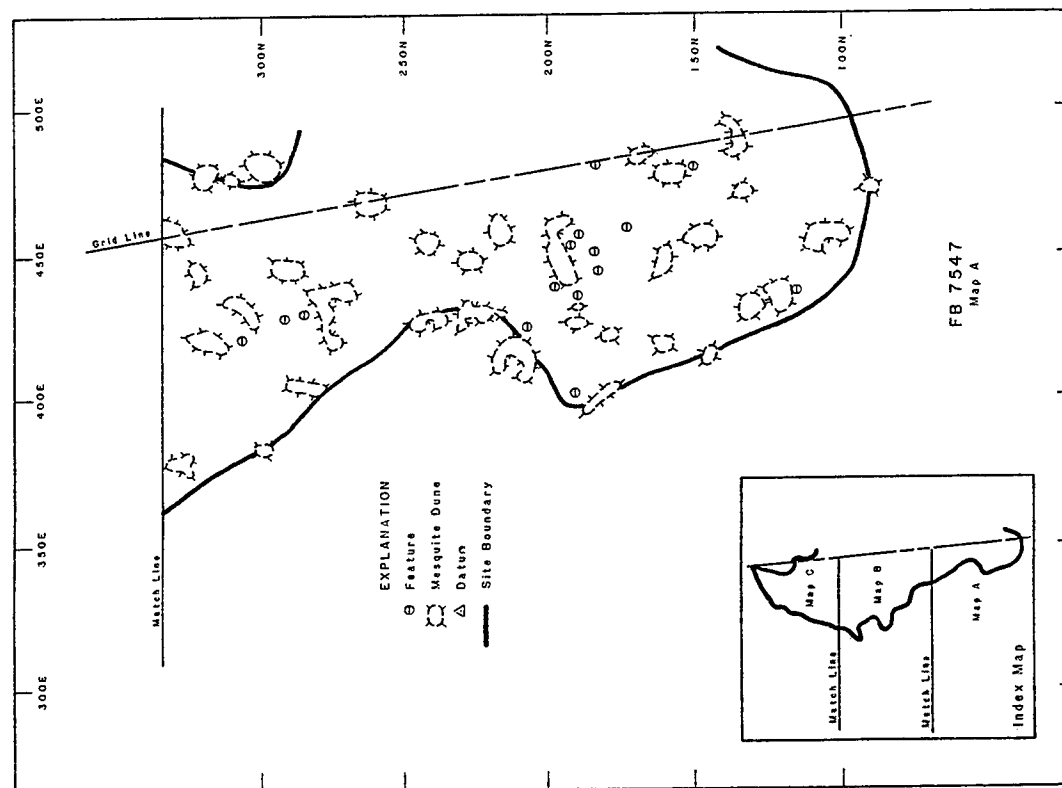 300N
250N
200N
150N
100N
500E
450E
400E
350E
300E
Grid Line
Match Line
EXPLANATION
Feature
Mesquite Dune
Datum
Site Boundary
FB 7547
Map A
Map C
Map B
Map A
Match Line
Match Line
Index Map